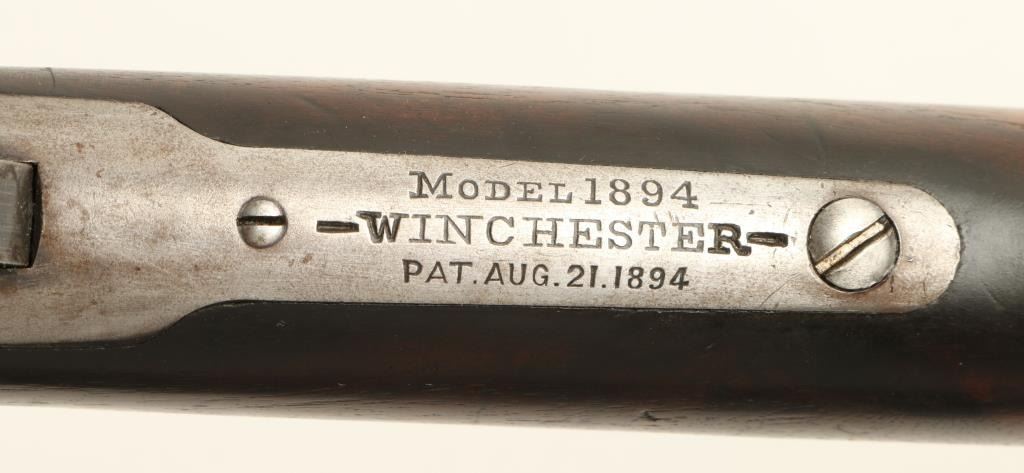 MODEL 1894
-WINCHESTER-
PAT. AUG. 21. 1894